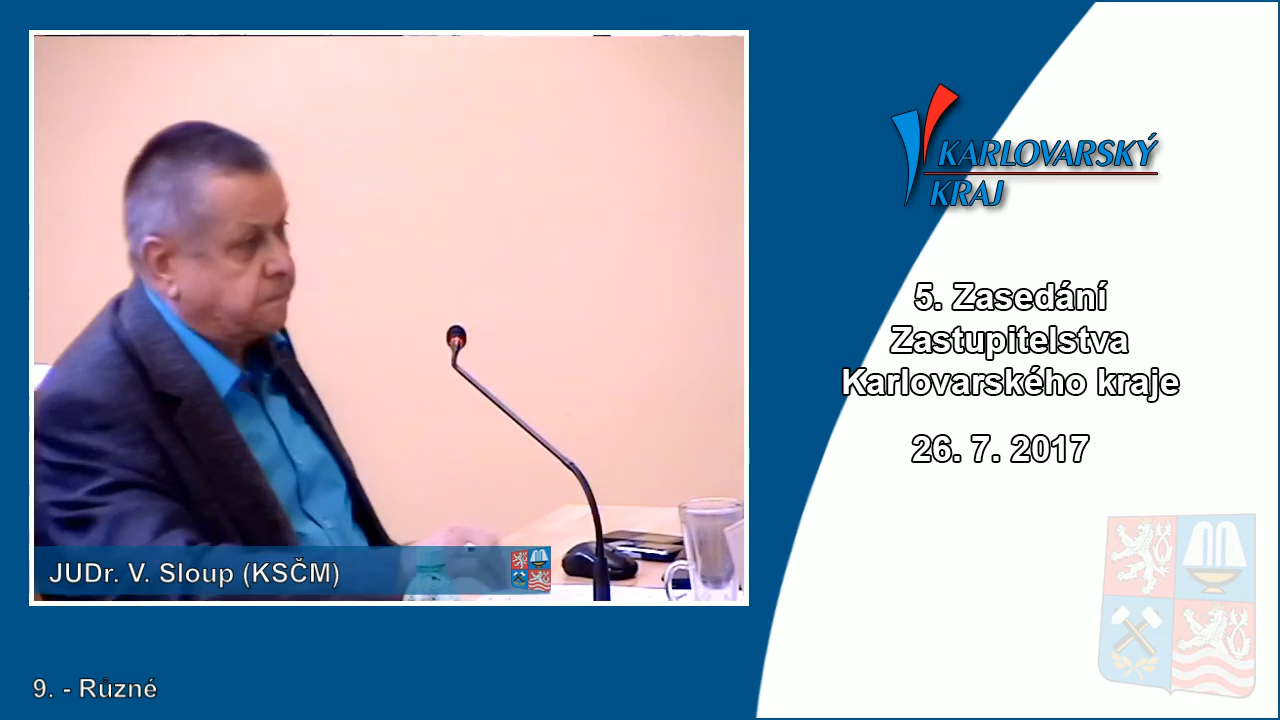 KARLOVARSKÝ
KRAJ
5. Zasedání
Zastupitelstva
Karlovarského kraje
26. 7. 2017
JUDr. V. Sloup (KSČM)
9. - Různé